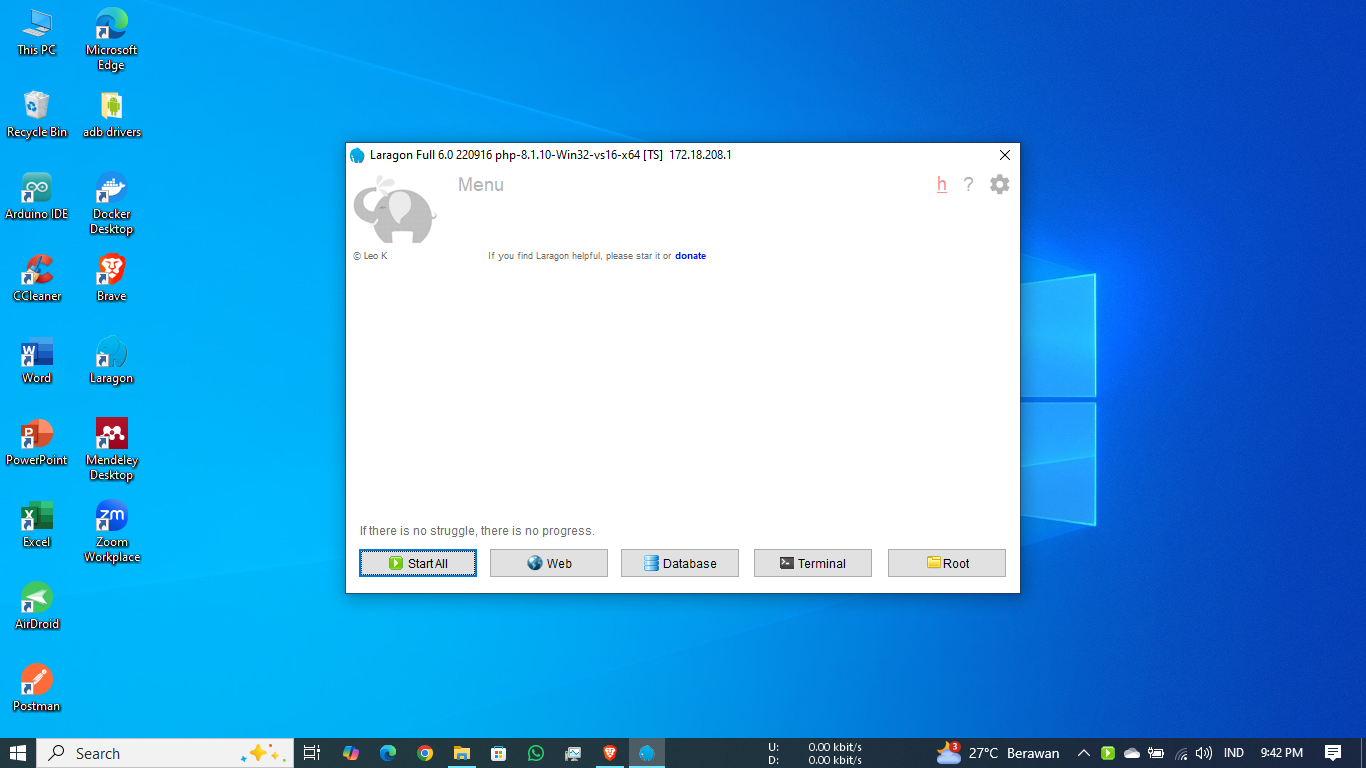 This PC
Microsoft
Edge
Recycle Bin
adb drivers
Arduino IDE
Docker
Desktop
CCleaner
Brave
Word
Laragon
PowerPoint
Mendeley
Desktop
Excel
Zoom
Workplace
AirDroid
Postman
Laragon Full 6.0 220916 php-8.1.10-Win32-vs16-x64 [TS] 172.18.208.1
Menu
h ?
© Leo K
If you find Laragon helpful, please star it or donate
If there is no struggle, there is no progress.
Start All
Web
Database
Terminal
Root
Search
U: 0.00 kbit/s
D: 0.00 kbit/s
3
27°C Berawan
IND
9:42 PM